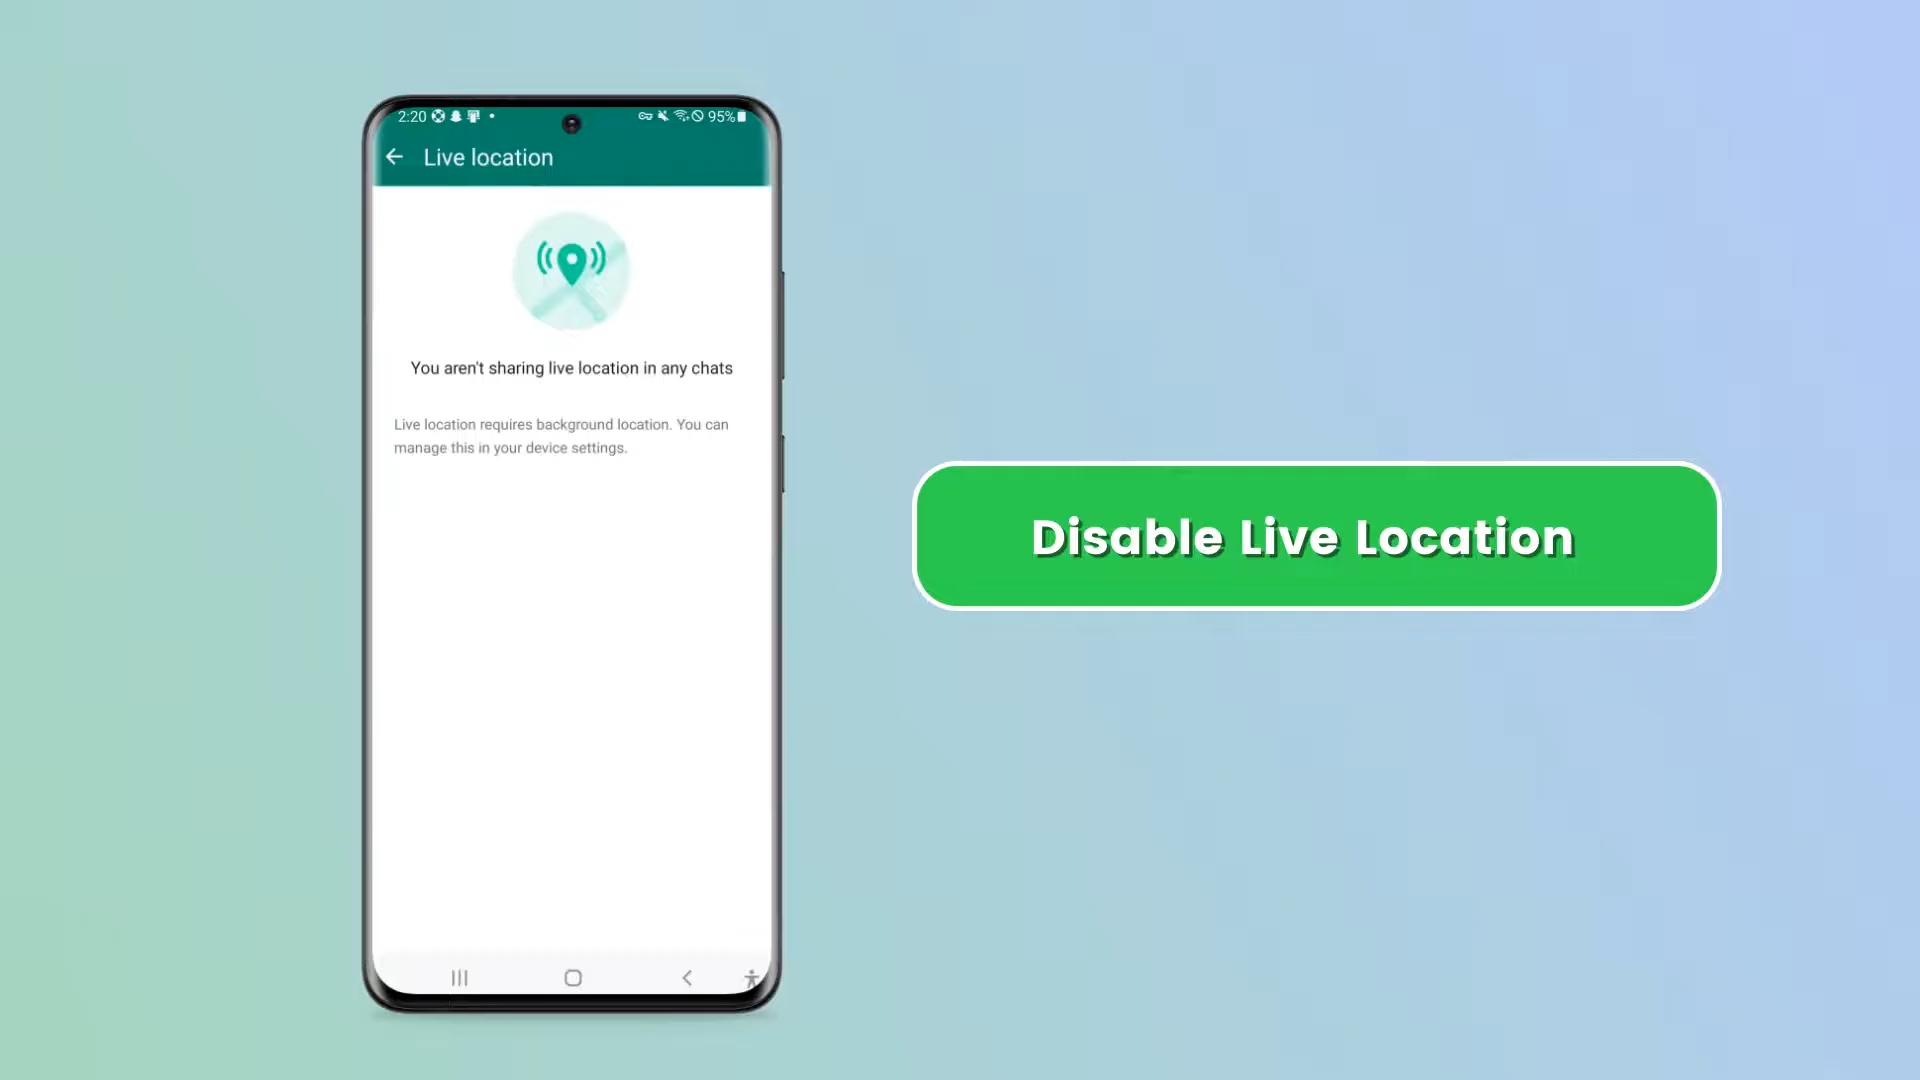 2:20
95%
Live location
You aren't sharing live location in any chats
Live location requires background location. You can
manage this in your device settings.
Disable Live Location